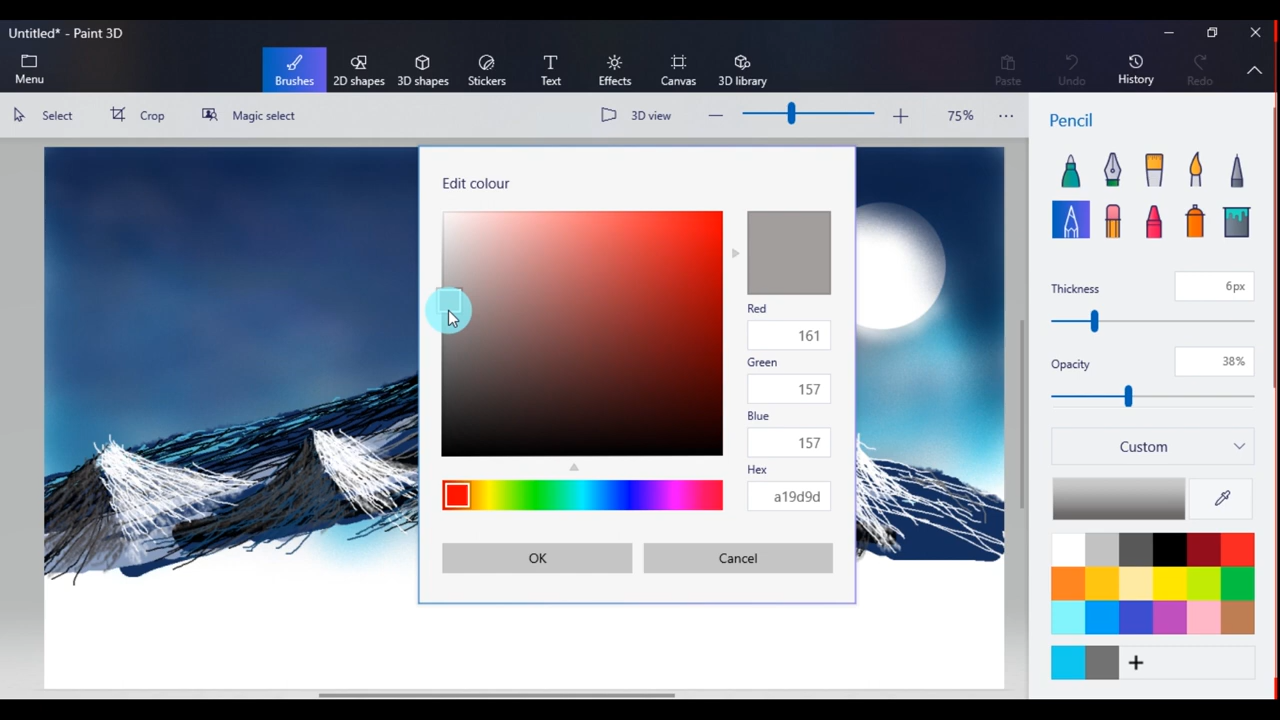 Untitled* - Paint 3D
Menu
Brushes
2D shapes
3D shapes
Stickers
Text
Effects
Canvas
3D library
Paste
Undo
History
Redo
Select
Crop
Magic select
3D view
75%
Pencil
Edit colour
Red
161
Green
157
Blue
157
Hex
a19d9d
OK
Cancel
Thickness
6px
Opacity
38%
Custom